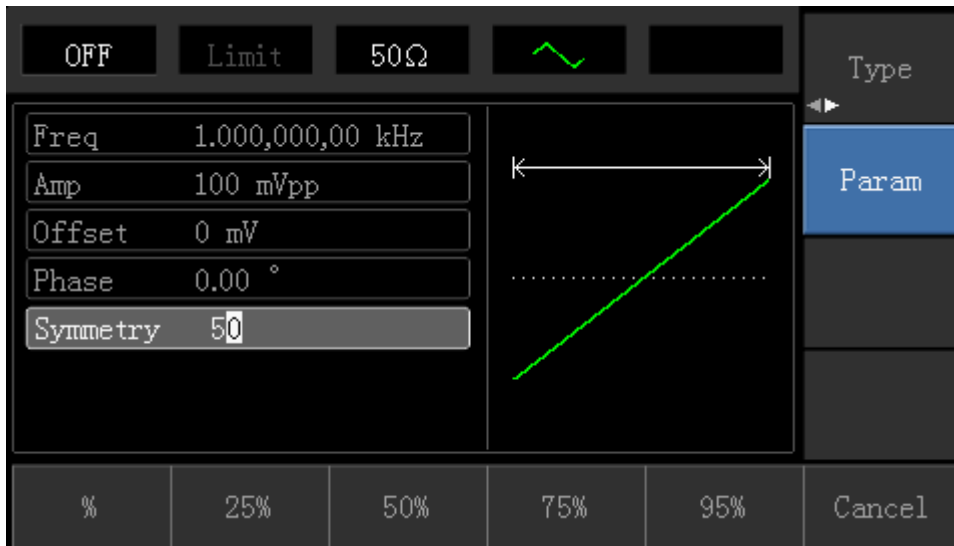 OFF Limit 50Ω
Type
Freq 1.000,000,00 kHz
Amp 100 mVpp
Param
Offset 0 mV
Phase 0.00 °
Symmetry 50
% 25% 50% 75% 95% Cancel